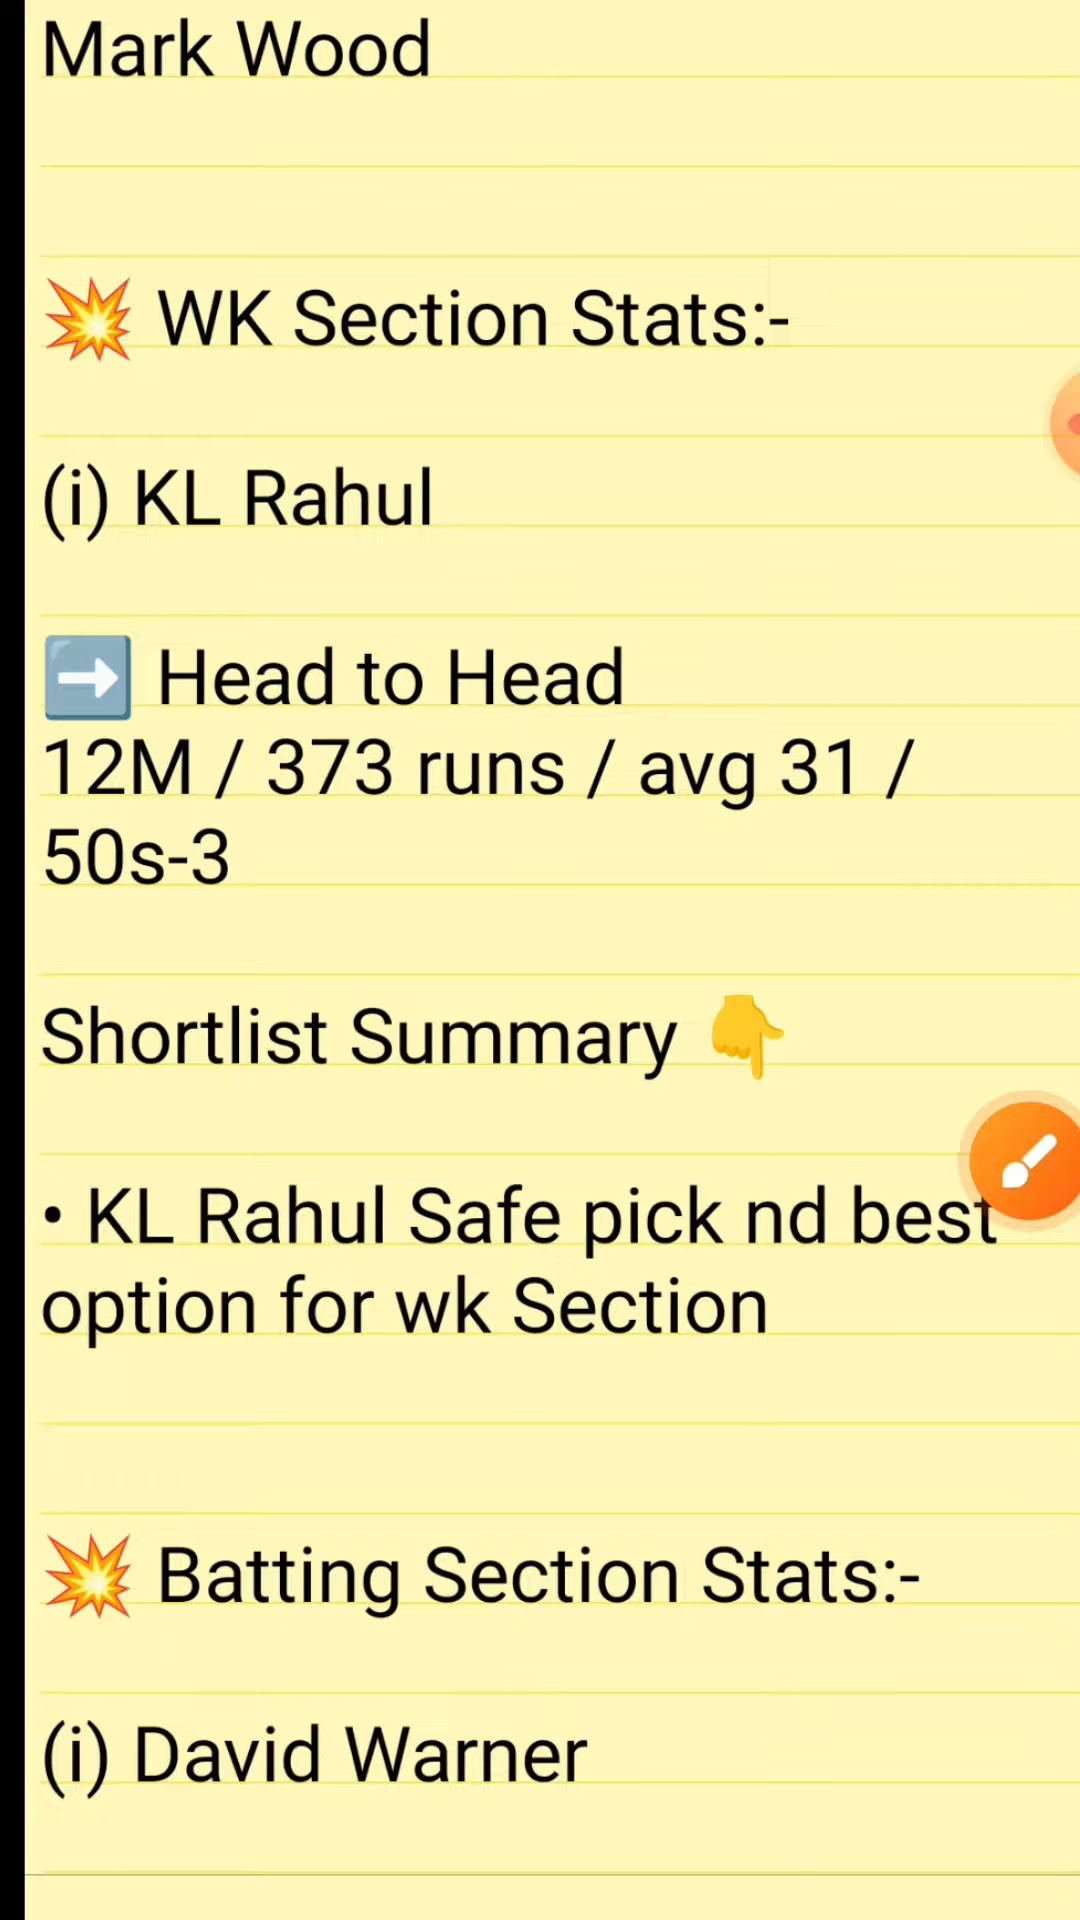 Mark Wood
💥 WK Section Stats:-
(i) KL Rahul
➡️ Head to Head
12M / 373 runs / avg 31 /
50s-3
Shortlist Summary 👇
• KL Rahul Safe pick nd best
option for wk Section
💥 Batting Section Stats:-
(i) David Warner